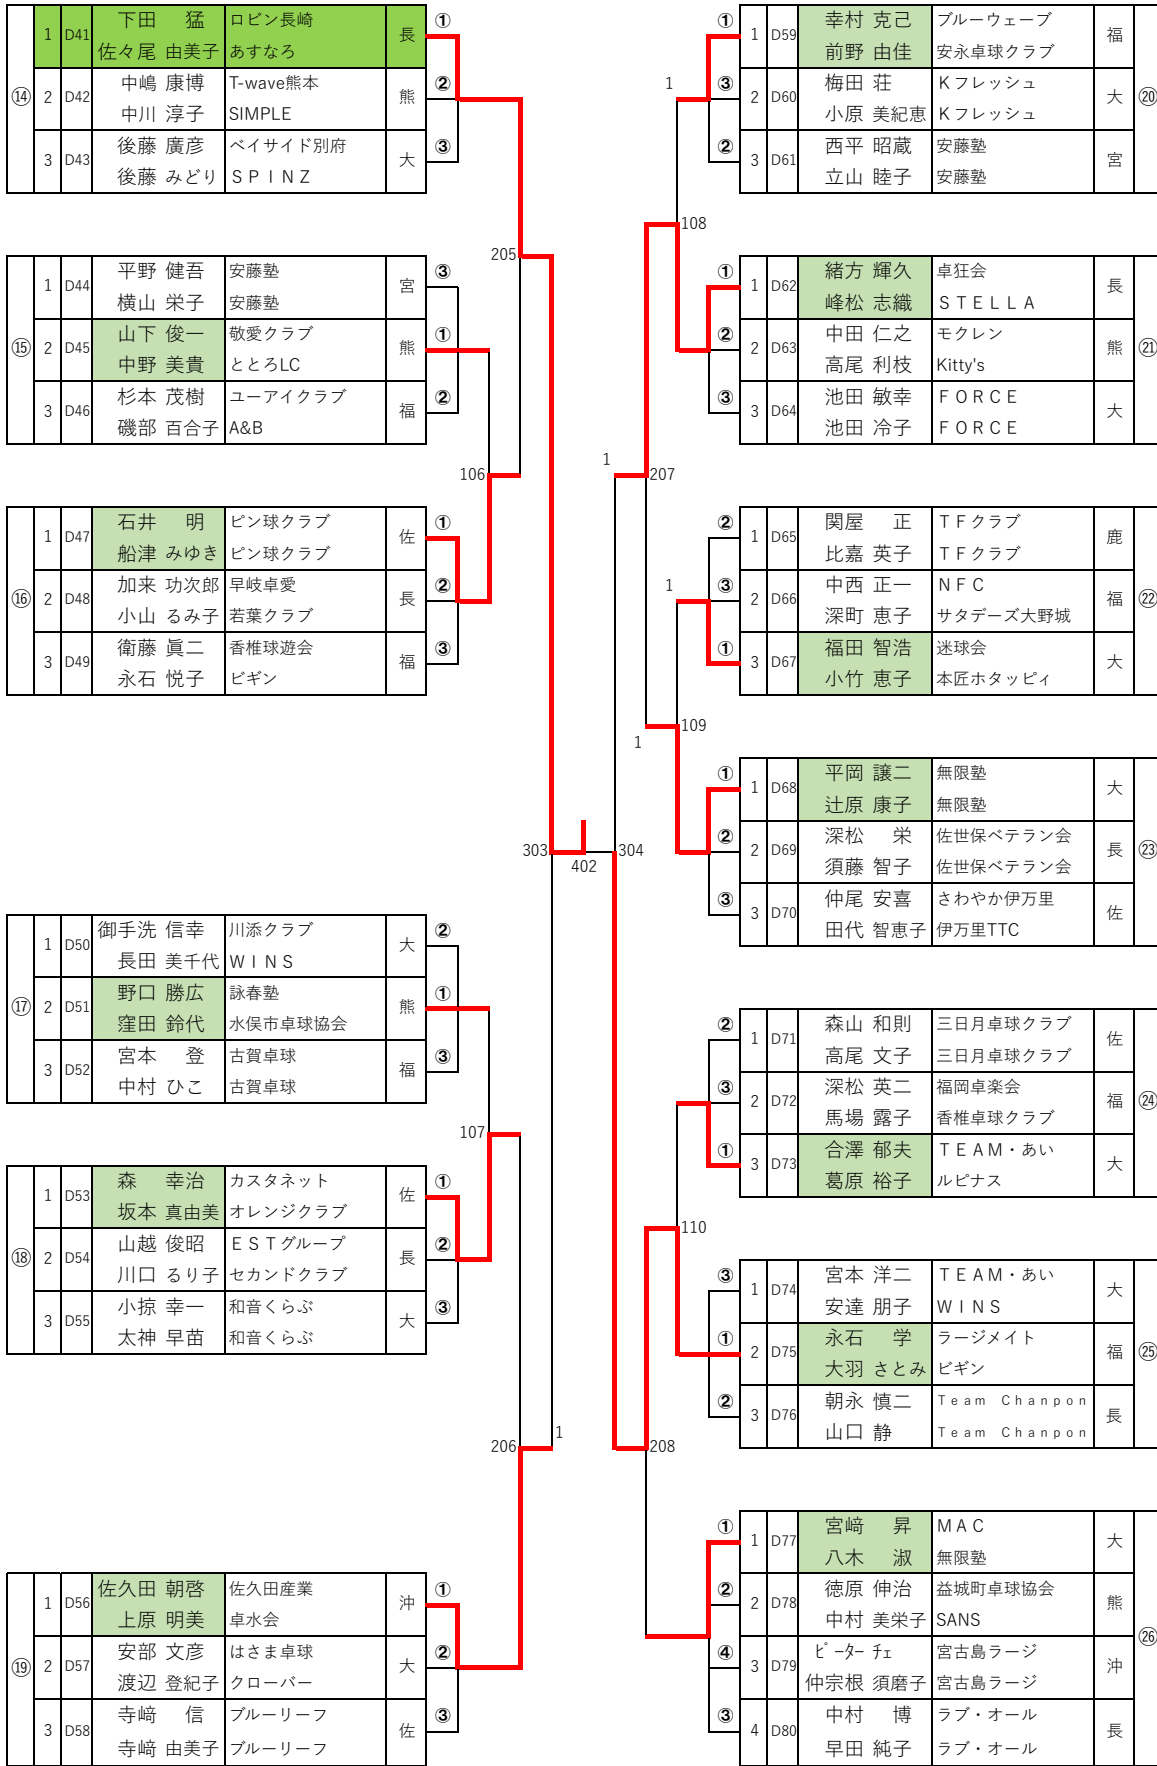 ⑭
1 D41 下田 猛 ロビン長崎 長 ①
佐々尾 由美子 あすなろ
2 D42 中嶋 康博 T-wave熊本 熊 ②
中川 淳子 SIMPLE
3 D43 後藤 廣彦 ベイサイド別府 大 ③
後藤 みどり ＳＰＩＮＺ
205
⑮
1 D44 平野 健吾 安藤塾 宮 ③
横山 栄子 安藤塾
2 D45 山下 俊一 敬愛クラブ 熊 ①
中野 美貴 ととろLC
3 D46 杉本 茂樹 ユーアイクラブ 福 ②
磯部 百合子 A&B
106
⑯
1 D47 石井 明 ピン球クラブ 佐 ①
船津 みゆき ピン球クラブ
2 D48 加来 功次郎 早岐卓愛 長 ②
小山 るみ子 若葉クラブ
3 D49 衛藤 眞二 香椎球遊会 福 ③
永石 悦子 ビギン
303
402
304
⑰
1 D50 御手洗 信幸 川添クラブ 大 ②
長田 美千代 ＷＩＮＳ
2 D51 野口 勝広 詠春塾 熊 ①
窪田 鈴代 水俣市卓球協会
3 D52 宮本 登 古賀卓球 福 ③
中村 ひこ 古賀卓球
107
⑱
1 D53 森 幸治 カスタネット 佐 ①
坂本 真由美 オレンジクラブ
2 D54 山越 俊昭 ＥＳＴグループ 長 ②
川口 るり子 セカンドクラブ
3 D55 小掠 幸一 和音くらぶ 大 ③
太神 早苗 和音くらぶ
206
1
⑲
1 D56 佐久田 朝啓 佐久田産業 沖 ①
上原 明美 卓水会
2 D57 安部 文彦 はさま卓球 大 ②
渡辺 登紀子 クローバー
3 D58 寺﨑 信 ブルーリーフ 佐 ③
寺﨑 由美子 ブルーリーフ
① 1 D59 幸村 克己 ブルーウェーブ 福
前野 由佳 安永卓球クラブ
1
③ 2 D60 梅田 荘 Ｋフレッシュ 大
小原 美紀恵 Ｋフレッシュ
② 3 D61 西平 昭蔵 安藤塾 宮
立山 睦子 安藤塾
⑳
108
① 1 D62 緒方 輝久 卓狂会 長
峰松 志織 ＳＴＥＬＬＡ
② 2 D63 中田 仁之 モクレン 熊
高尾 利枝 Kitty's
③ 3 D64 池田 敏幸 ＦＯＲＣＥ 大
池田 冷子 ＦＯＲＣＥ
㉑
1
207
② 1 D65 関屋 正 ＴＦクラブ 鹿
比嘉 英子 ＴＦクラブ
1
③ 2 D66 中西 正一 ＮＦＣ 福
深町 恵子 サタデーズ大野城
① 3 D67 福田 智浩 迷球会 大
小竹 恵子 本匠ホタッピィ
㉒
109
1
① 1 D68 平岡 譲二 無限塾 大
辻原 康子 無限塾
② 2 D69 深松 栄 佐世保ベテラン会 長
須藤 智子 佐世保ベテラン会
③ 3 D70 仲尾 安喜 さわやか伊万里 佐
田代 智恵子 伊万里TTC
㉓
② 1 D71 森山 和則 三日月卓球クラブ 佐
高尾 文子 三日月卓球クラブ
③ 2 D72 深松 英二 福岡卓楽会 福
馬場 露子 香椎卓球クラブ
① 3 D73 合澤 郁夫 ＴＥＡＭ・あい 大
葛原 裕子 ルピナス
㉔
110
③ 1 D74 宮本 洋二 ＴＥＡＭ・あい 大
安達 朋子 ＷＩＮＳ
① 2 D75 永石 学 ラージメイト 福
大羽 さとみ ビギン
② 3 D76 朝永 慎二 Ｔｅａｍ　Ｃｈａｎｐｏｎ 長
山口 静 Ｔｅａｍ　Ｃｈａｎｐｏｎ
㉕
208
① 1 D77 宮﨑 昇 ＭＡＣ 大
八木 淑 無限塾
② 2 D78 徳原 伸治 益城町卓球協会 熊
中村 美栄子 SANS
④ 3 D79 ピーター チェ 宮古島ラージ 沖
仲宗根 須磨子 宮古島ラージ
③ 4 D80 中村 博 ラブ・オール 長
早田 純子 ラブ・オール
㉖